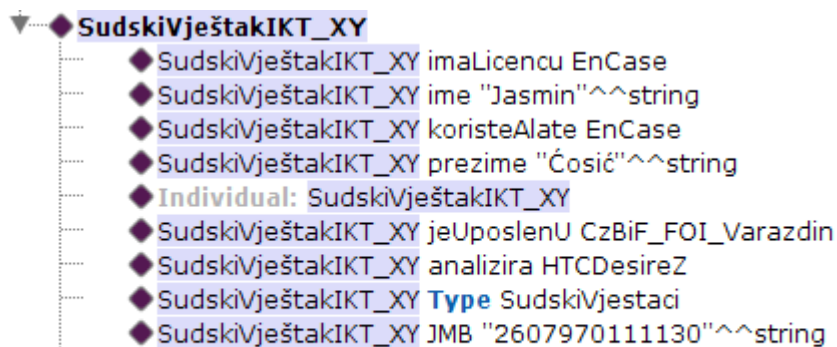 SudskiVještakIKT_XY
SudskiVještakIKT_XY imaLicencu EnCase
SudskiVještakIKT_XY ime "Jasmin"^^string
SudskiVještakIKT_XY koristeAlate EnCase
SudskiVještakIKT_XY prezime "Ćosić"^^string
Individual: SudskiVještakIKT_XY
SudskiVještakIKT_XY jeUposlenU CzBiF_FOI_Varazdin
SudskiVještakIKT_XY analizira HTCDesireZ
SudskiVještakIKT_XY Type SudskiVjestaci
SudskiVještakIKT_XY JMB "2607970111130"^^string